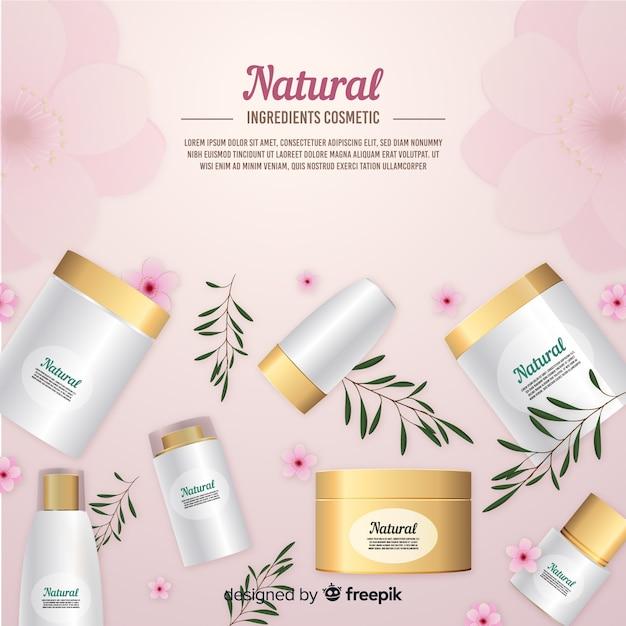 Natural
INGREDIENTS COSMETIC
LOREM IPSUM DOLOR SIT AMET, CONSECTETUER ADIPISCING ELIT, SED DIAM
NONUMMY NIBH EUISMOD TINCIDUNT UT LAOREET DOLORE MAGNA
ALIQUAM ERAT VOLUTPAT. UT WISI ENIM AD MINIM VENIAM, QUIS
NOSTRUD EXERCI TATION ULLAMCORPER
Natural
Natural
Natural
Natural
Natural
Natural
designed by freepik